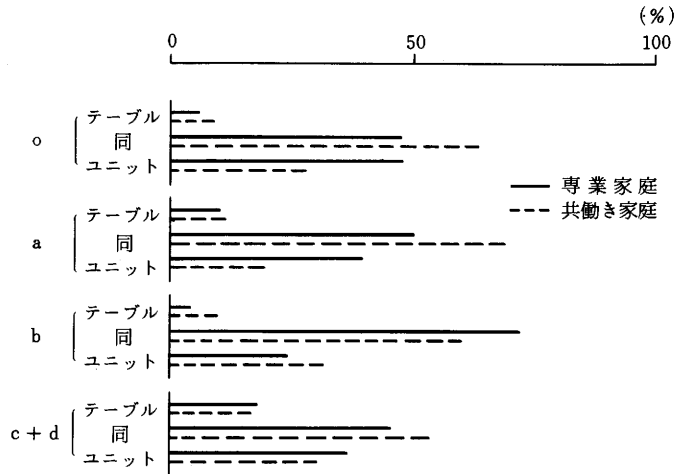 (%)
0 50 100
テーブル
o 同
ユニット
専業家庭
共働き家庭
テーブル
a 同
ユニット
テーブル
b 同
ユニット
テーブル
c + d 同
ユニット